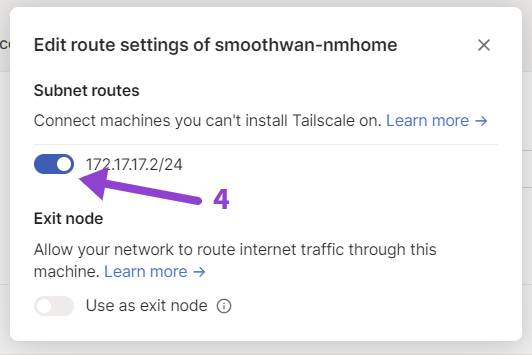 Edit route settings of smoothwan-nmhome
Subnet routes
Connect machines you can't install Tailscale on. Learn more →
172.17.17.2/24
4
Exit node
Allow your network to route internet traffic through this
machine. Learn more →
Use as exit node